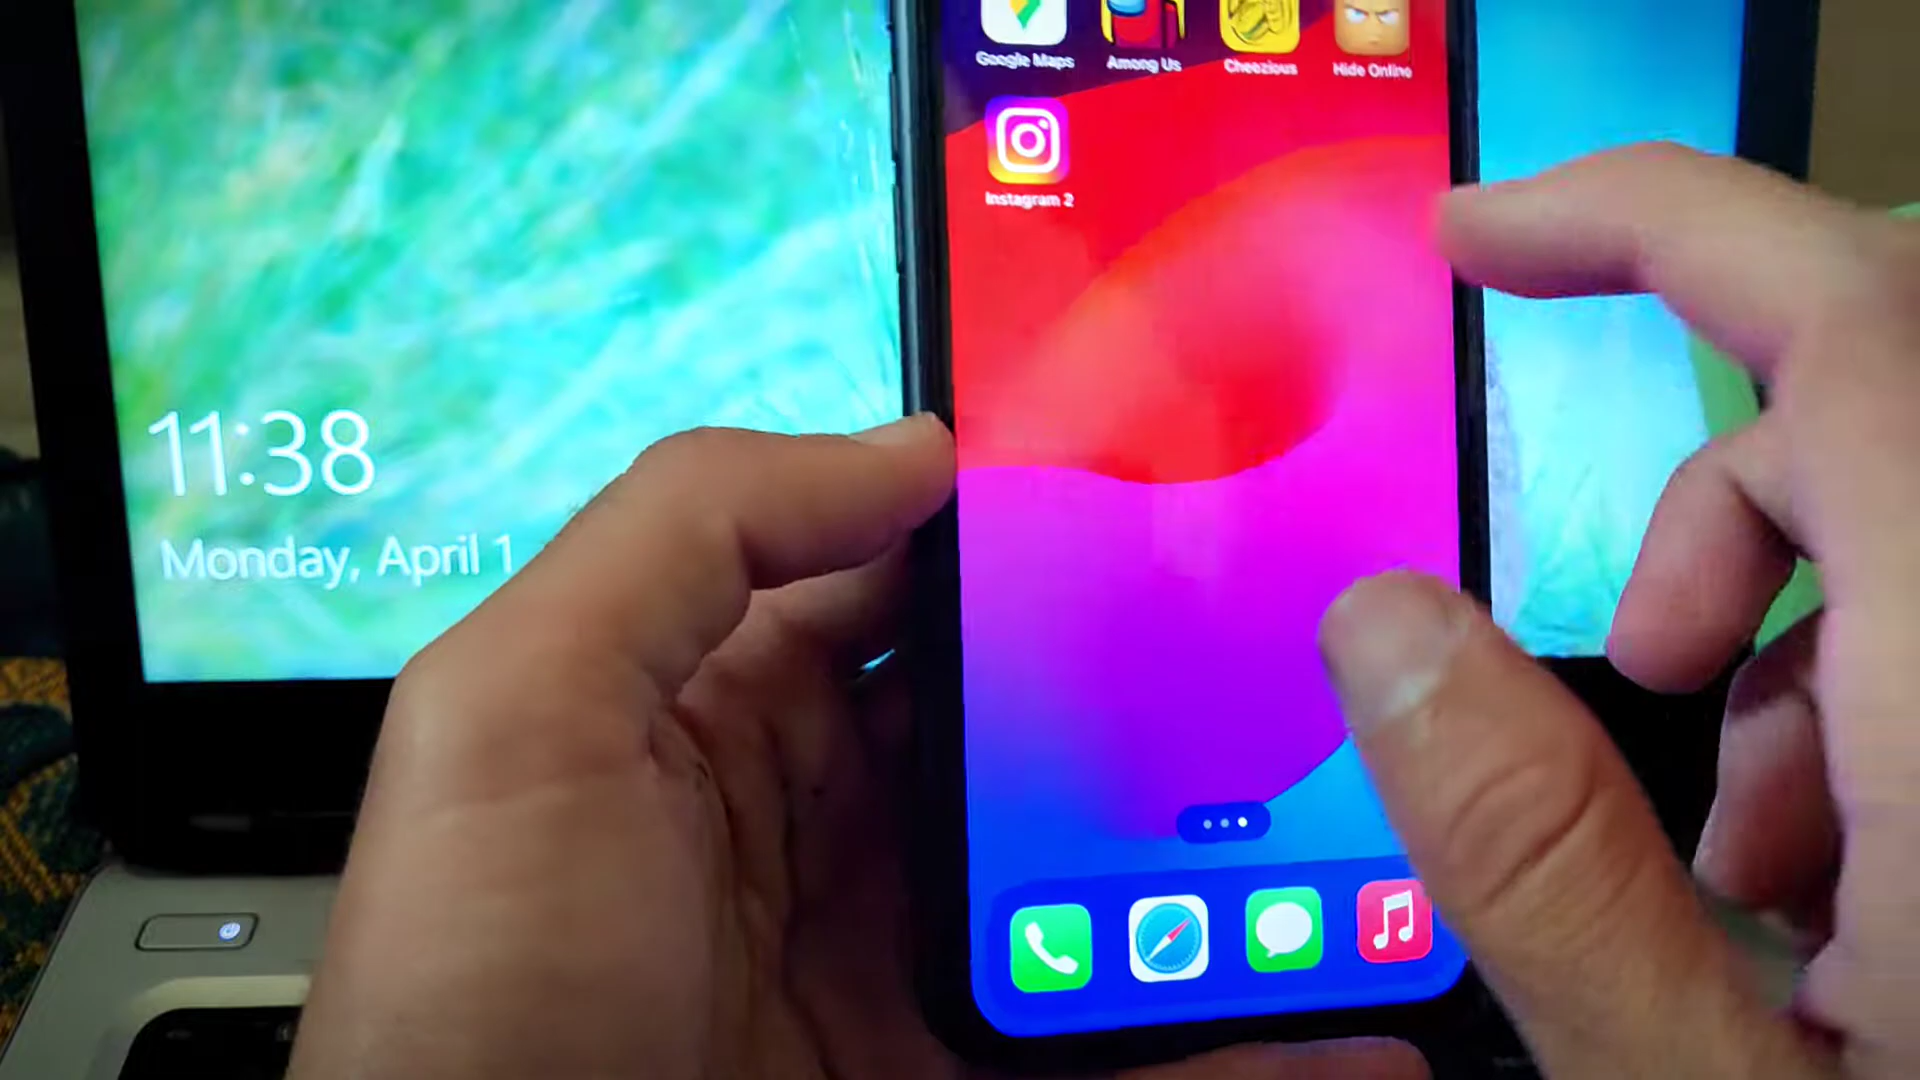 Google Maps
Among Us
Cheezious
Hide Online
Instagram 2
11:38
Monday, April 1